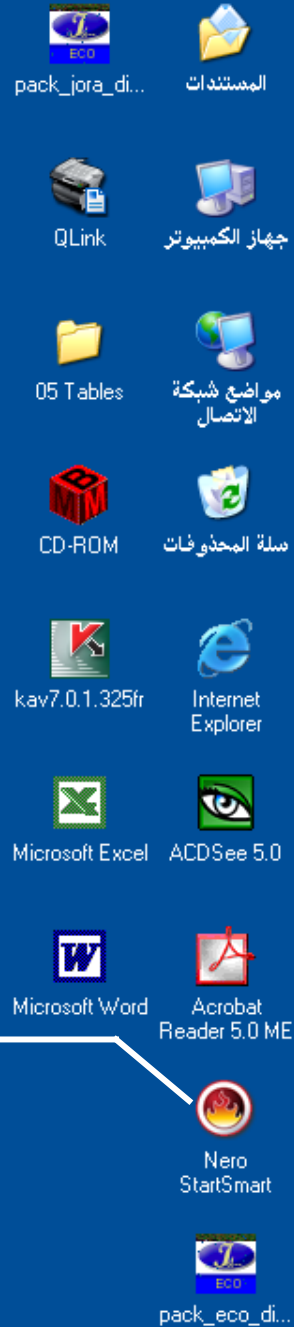 pack_jora_di...
المستندات
QLink
جهاز الكمبيوتر
05 Tables
مواضع شبكة
الاتصال
CD-ROM
سلة المحذوفات
kav7.0.1.325fr
Internet
Explorer
Microsoft Excel
ACDSee 5.0
Microsoft Word
Acrobat
Reader 5.0 ME
Nero
StartSmart
ECO
pack_eco_di...